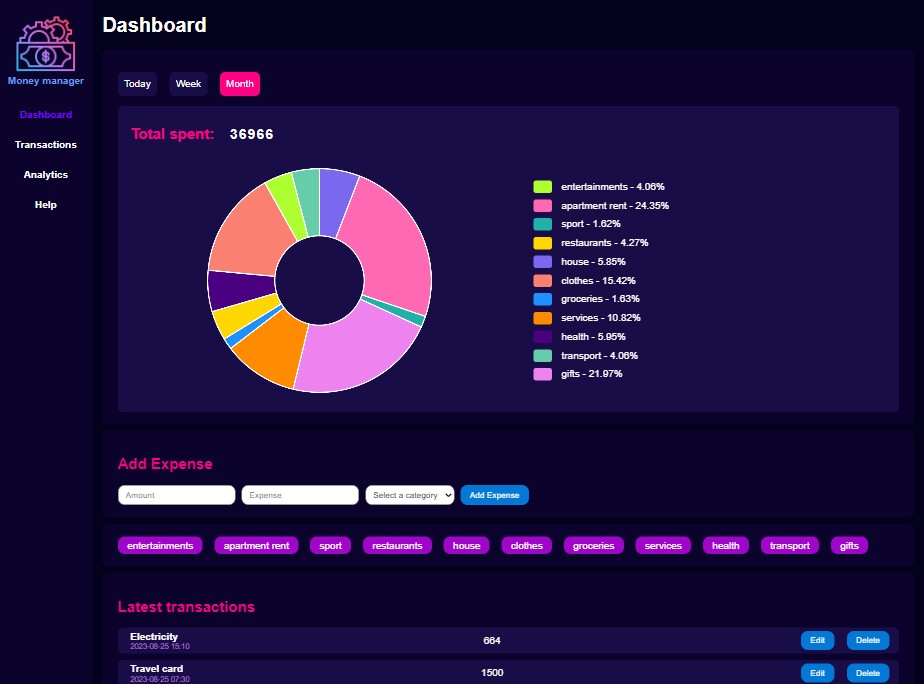 Dashboard
Money manager
Dashboard
Transactions
Analytics
Help
Today Week Month
Total spent: 36966
entertainments - 4.06%
apartment rent - 24.35%
sport - 1.62%
restaurants - 4.27%
house - 5.85%
clothes - 15.42%
groceries - 1.63%
services - 10.82%
health - 5.95%
transport - 4.06%
gifts - 21.97%
Add Expense
Amount Expense Select a category Add Expense
entertainments apartment rent sport restaurants house clothes groceries services health transport gifts
Latest transactions
Electricity
2023-08-25 15:10
664 Edit Delete
Travel card
2023-08-25 07:30
1500 Edit Delete